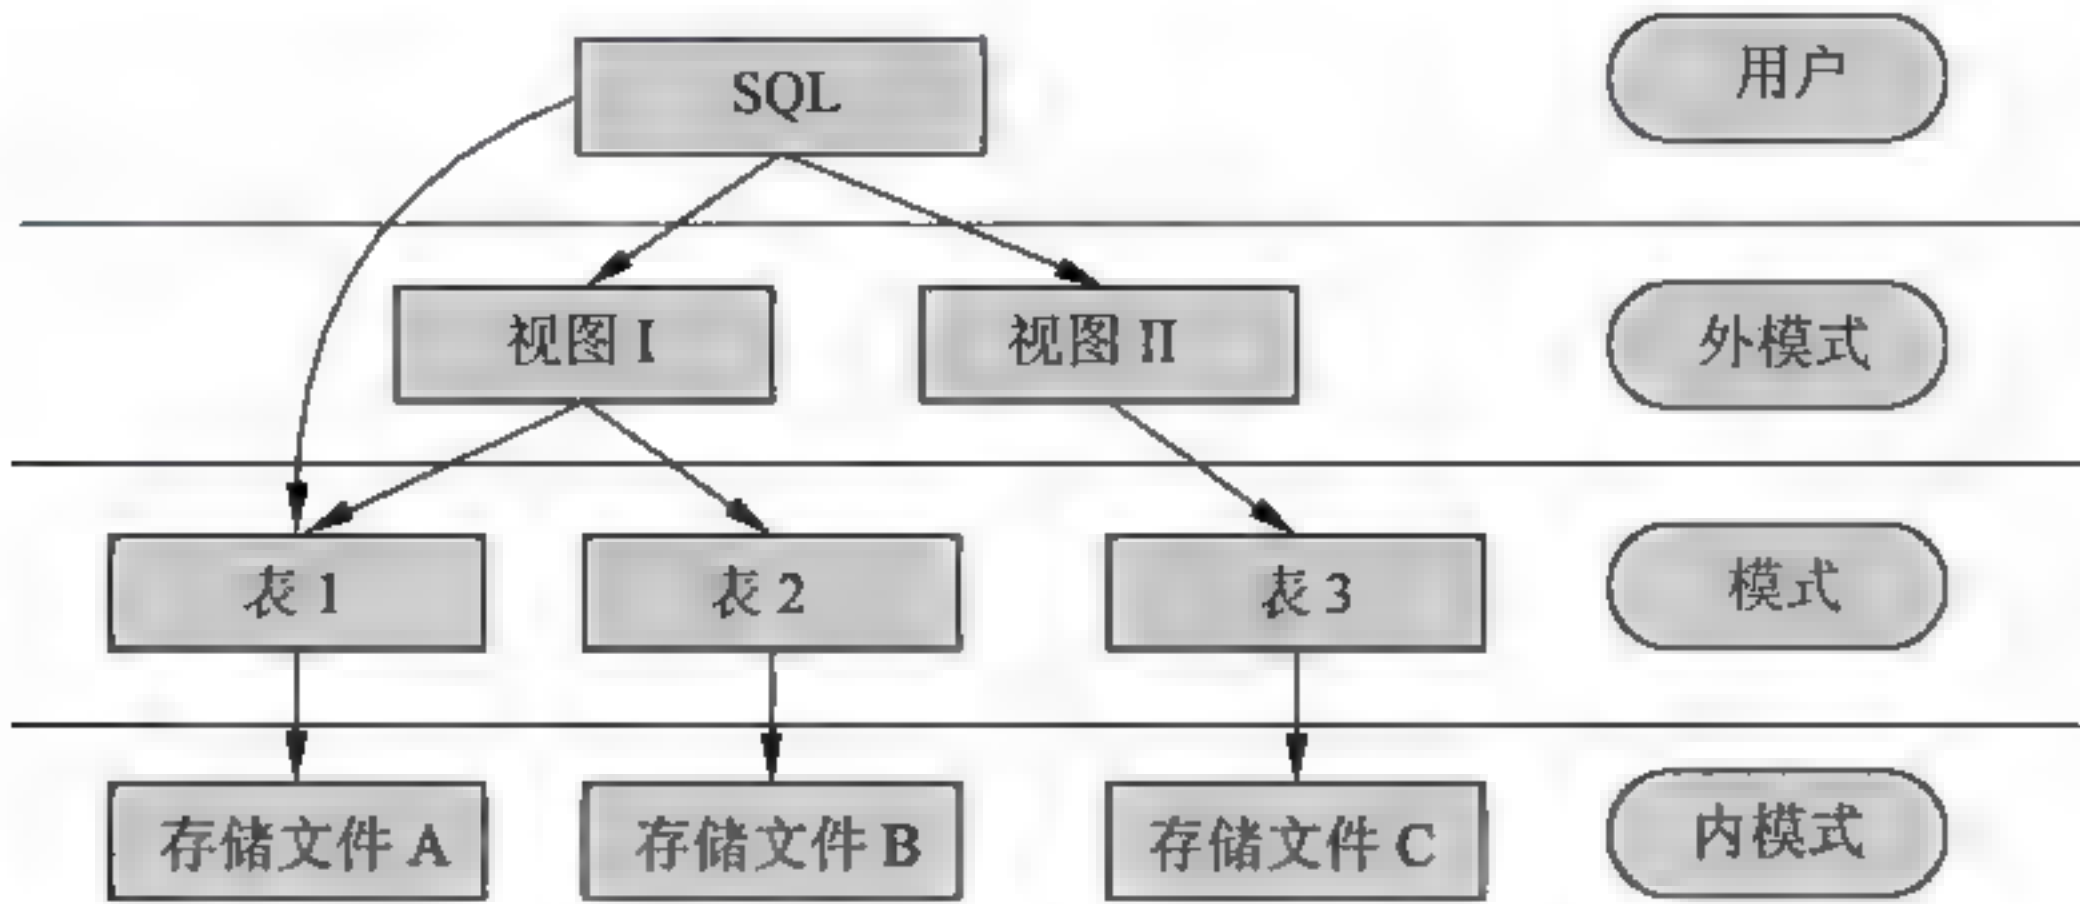 SQL
用户
视图 I
视图 II
外模式
表 1
表 2
表 3
模式
存储文件 A
存储文件 B
存储文件 C
内模式